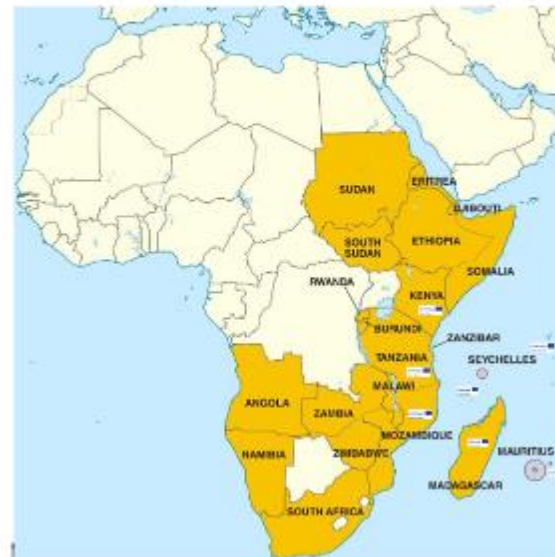 SUDAN
ERITREA
DJIBOUTI
SOUTH
SUDAN
ETHIOPIA
SOMALIA
RWANDA
KENYA
BURUNDI
ZANZIBAR
TANZANIA
SEYCHELLES
MALAWI
ANGOLA
ZAMBIA
MOZAMBIQUE
NAMIBIA
ZIMBABWE
MAURITIUS
MADAGASCAR
SOUTH AFRICA